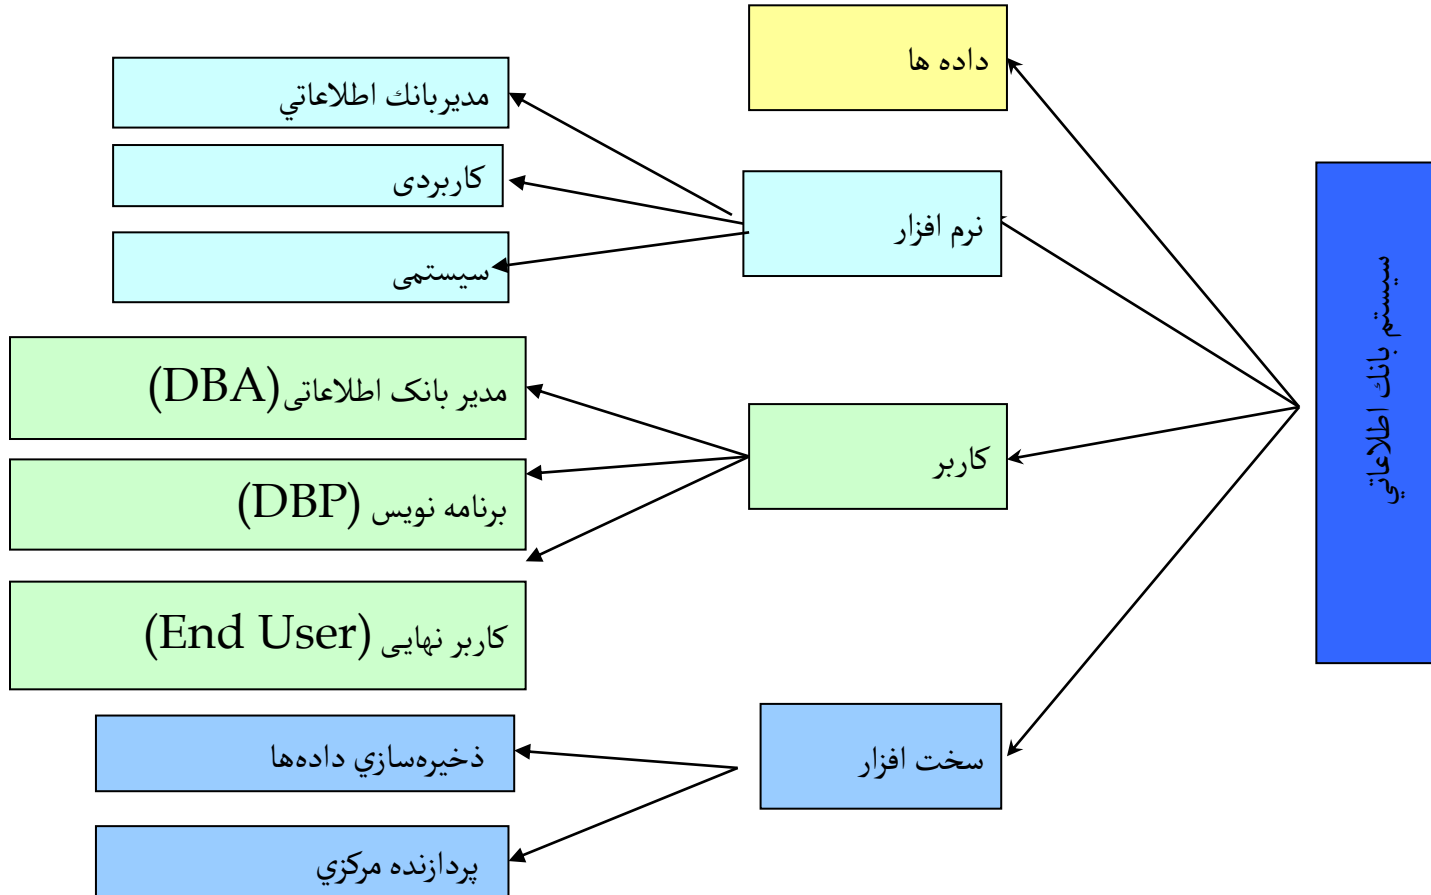 سيستم بانك اطلاعاتي
داده ها
نرم افزار
مديربانك اطلاعاتي
کاربردی
سیستمی
کاربر
مدیر بانک اطلاعاتی(DBA)
برنامه نویس (DBP)
کاربر نهایی (End User)
سخت افزار
ذخيره‌سازي داده‌ها
پردازنده مركزي